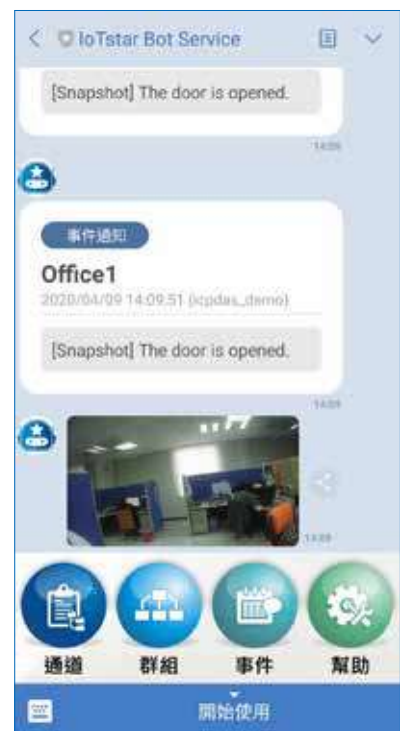 IoTstar Bot Service
[Snapshot] The door is opened.
14:09
事件通知
Office1
2020/04/09 14:09:51 (icpdas_demo)
[Snapshot] The door is opened.
14:09
14:09
通道 群組 事件 幫助
開始使用